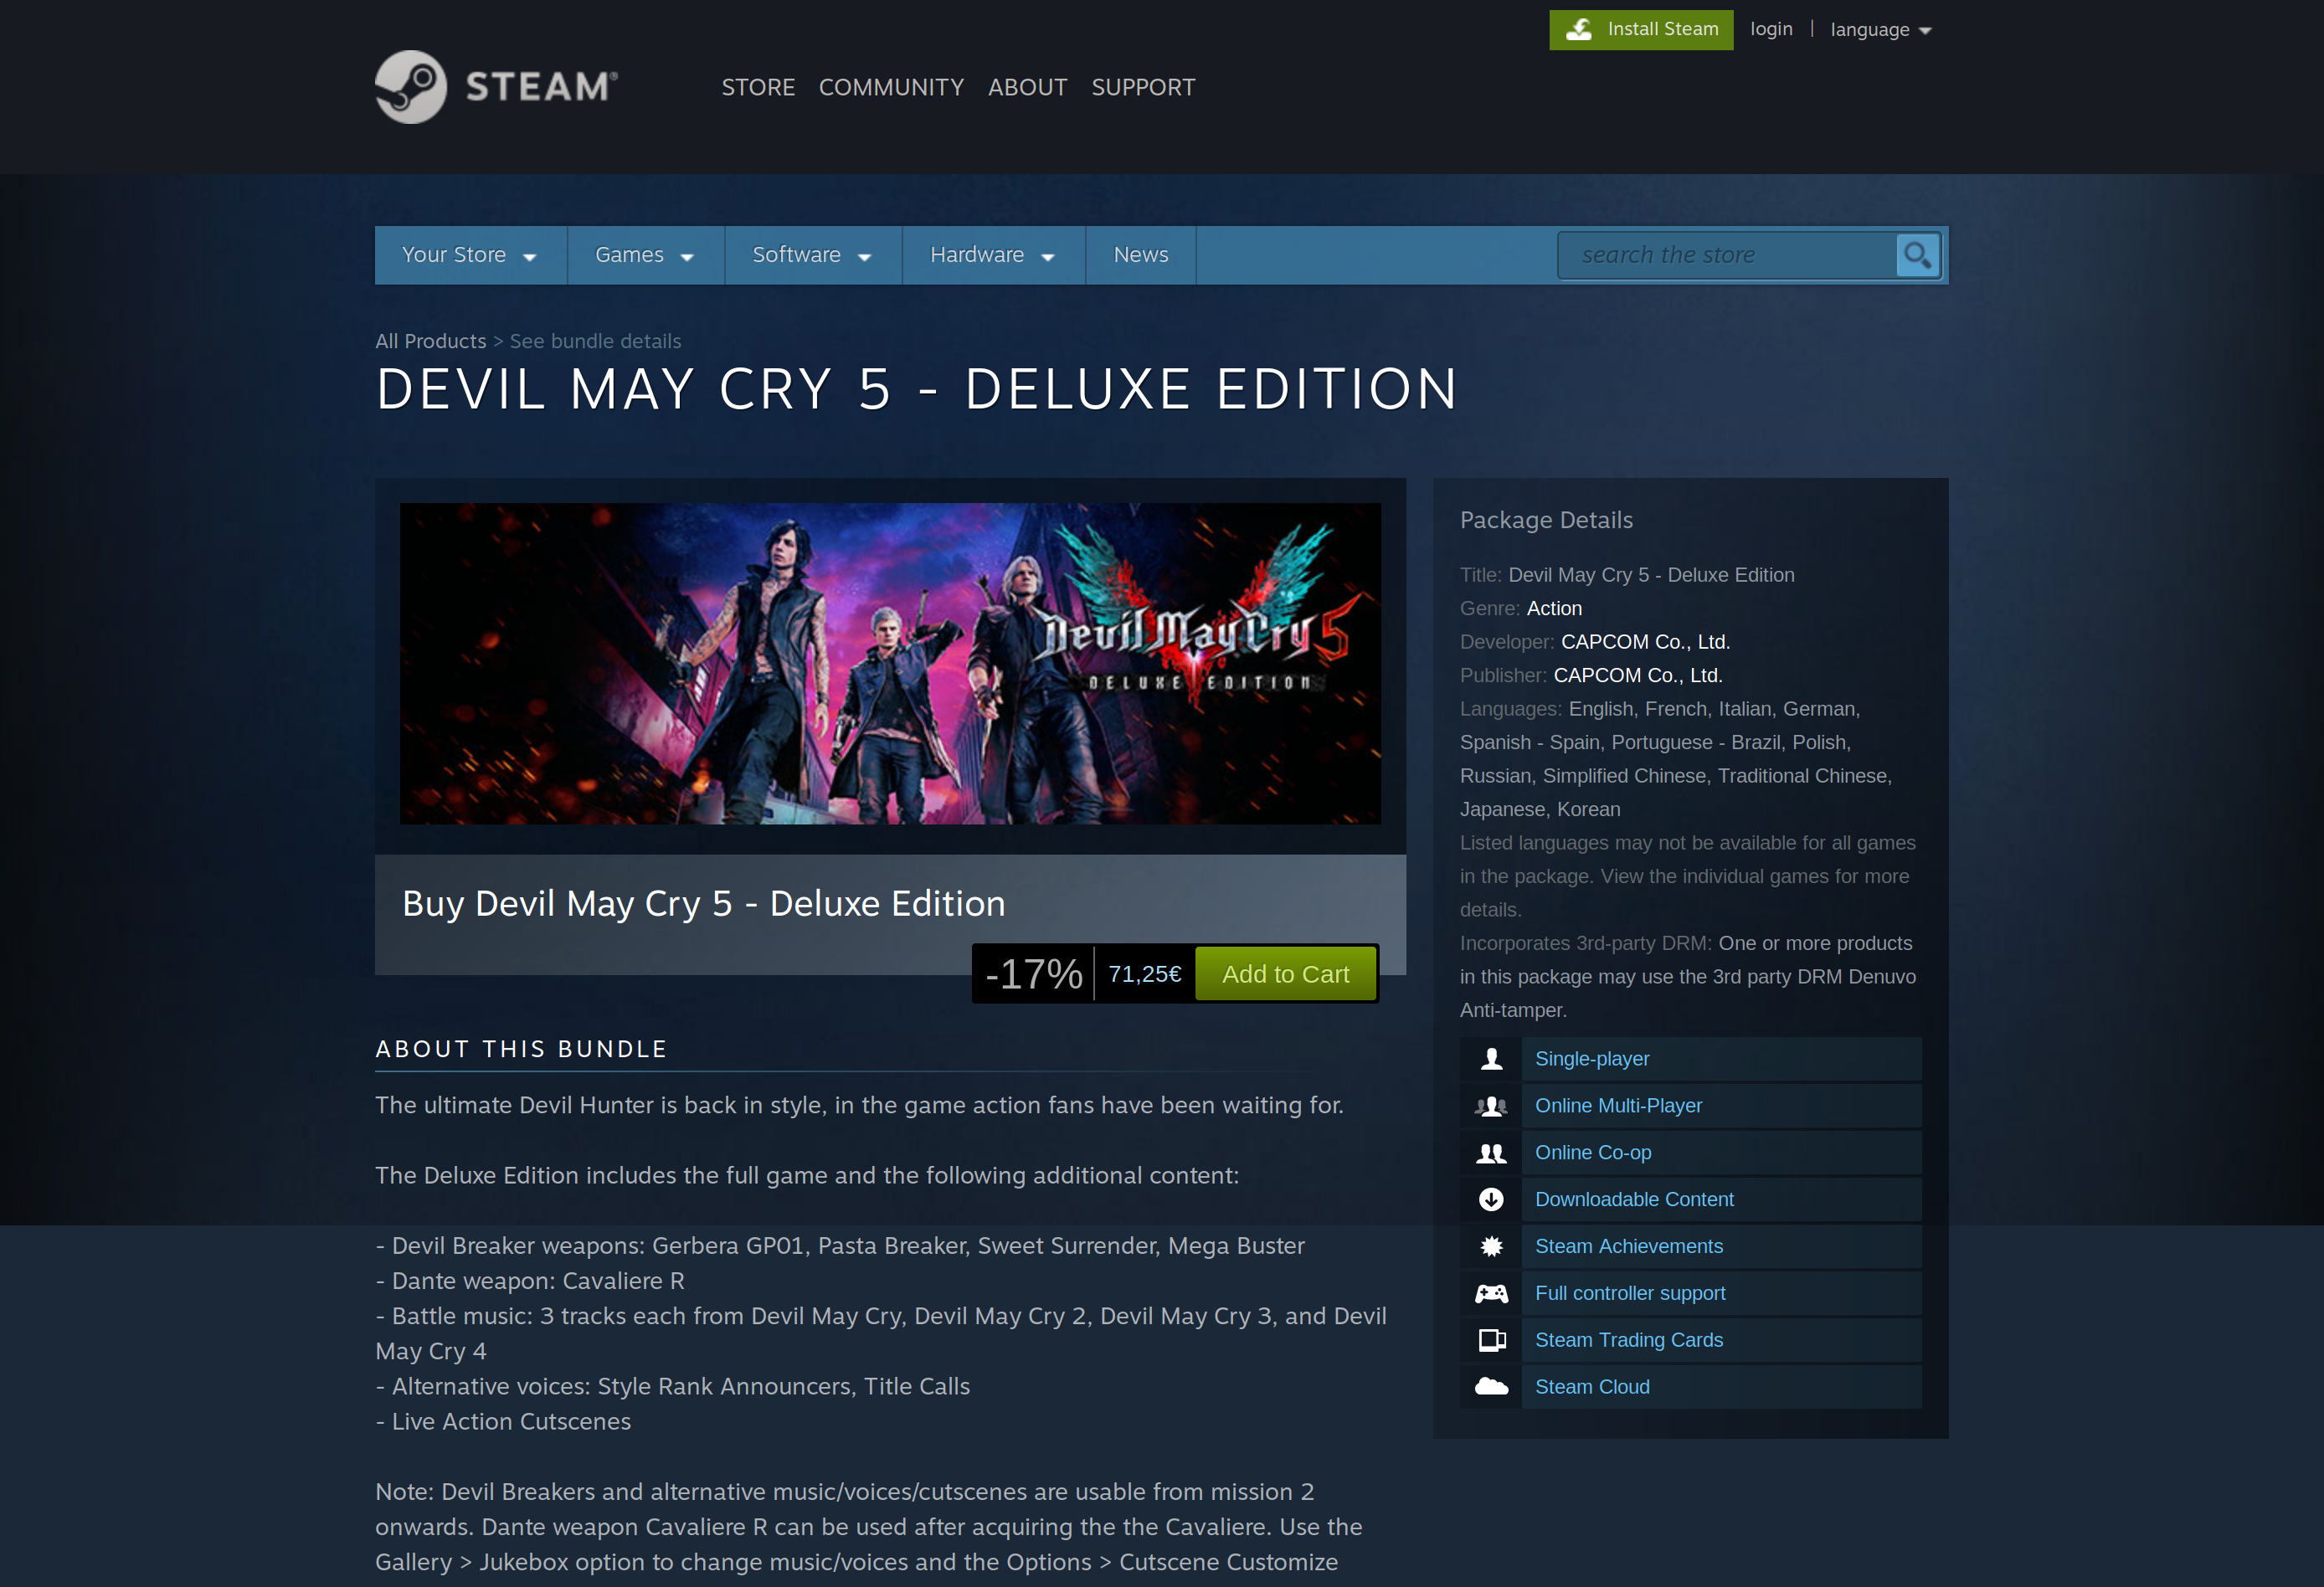 Install Steam
login | language
STEAM®
STORE COMMUNITY ABOUT SUPPORT
Your Store Games Software Hardware News
search the store
All Products > See bundle details
DEVIL MAY CRY 5 - DELUXE EDITION
Devil May Cry 5
DELUXE EDITION
Buy Devil May Cry 5 - Deluxe Edition
-17% 71,25€ Add to Cart
ABOUT THIS BUNDLE
The ultimate Devil Hunter is back in style, in the game action fans have been waiting for.
The Deluxe Edition includes the full game and the following additional content:
- Devil Breaker weapons: Gerbera GP01, Pasta Breaker, Sweet Surrender, Mega Buster
- Dante weapon: Cavaliere R
- Battle music: 3 tracks each from Devil May Cry, Devil May Cry 2, Devil May Cry 3, and Devil
May Cry 4
- Alternative voices: Style Rank Announcers, Title Calls
- Live Action Cutscenes
Note: Devil Breakers and alternative music/voices/cutscenes are usable from mission 2
onwards. Dante weapon Cavaliere R can be used after acquiring the the Cavaliere. Use the
Gallery > Jukebox option to change music/voices and the Options > Cutscene Customize
Package Details
Title: Devil May Cry 5 - Deluxe Edition
Genre: Action
Developer: CAPCOM Co., Ltd.
Publisher: CAPCOM Co., Ltd.
Languages: English, French, Italian, German,
Spanish - Spain, Portuguese - Brazil, Polish,
Russian, Simplified Chinese, Traditional Chinese,
Japanese, Korean
Listed languages may not be available for all games
in the package. View the individual games for more
details.
Incorporates 3rd-party DRM: One or more products
in this package may use the 3rd party DRM Denuvo
Anti-tamper.
Single-player
Online Multi-Player
Online Co-op
Downloadable Content
Steam Achievements
Full controller support
Steam Trading Cards
Steam Cloud